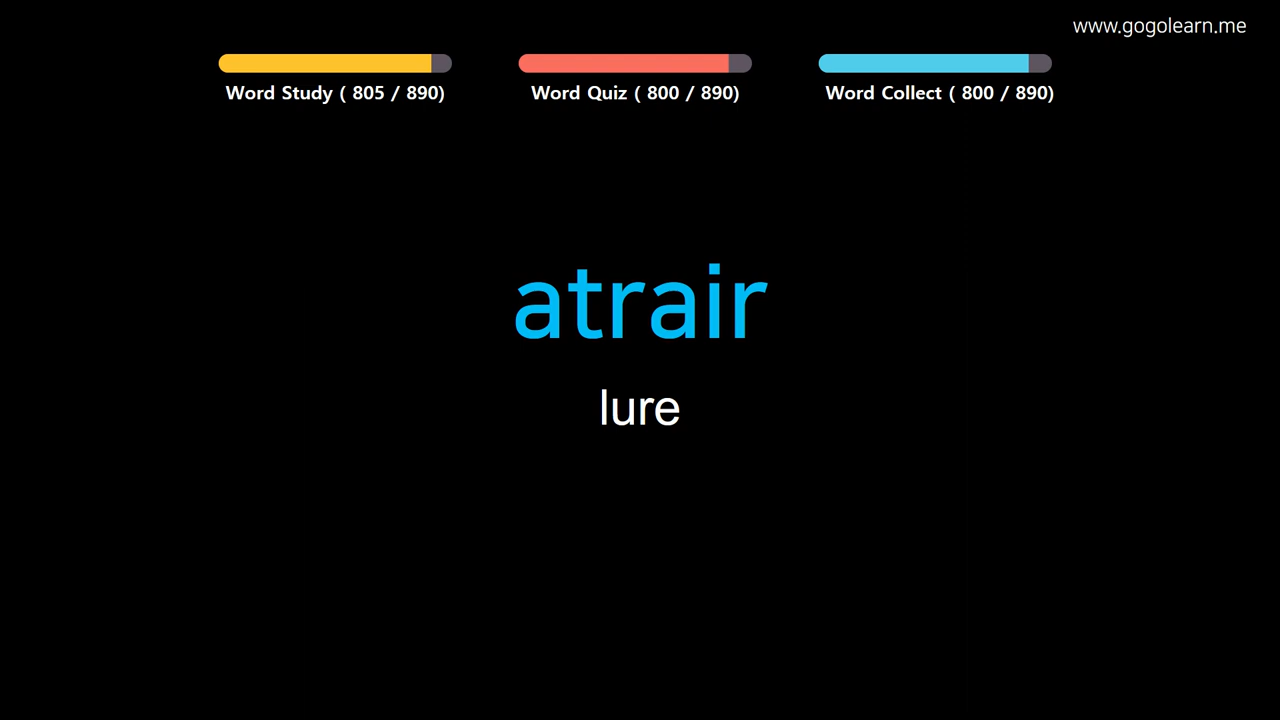 www.gogolearn.me
Word Study ( 805 / 890)
Word Quiz ( 800 / 890)
Word Collect ( 800 / 890)
atrair
lure